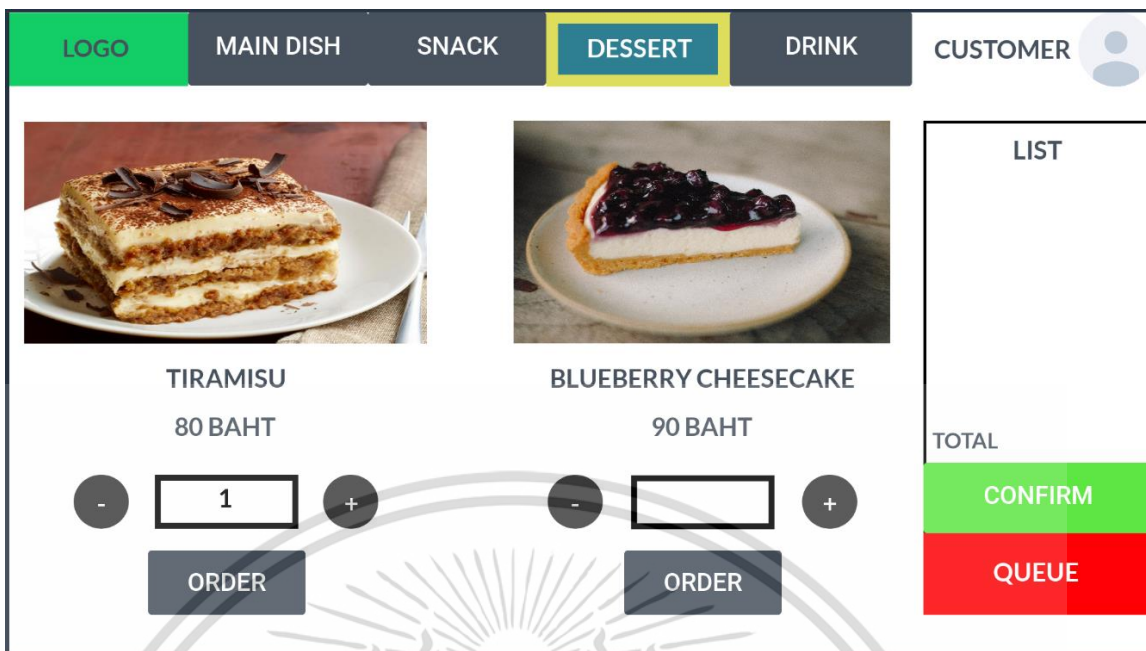 LOGO
MAIN DISH
SNACK
DESSERT
DRINK
CUSTOMER
TIRAMISU
80 BAHT
- 1 +
ORDER
BLUEBERRY CHEESECAKE
90 BAHT
- +
ORDER
LIST
TOTAL
CONFIRM
QUEUE